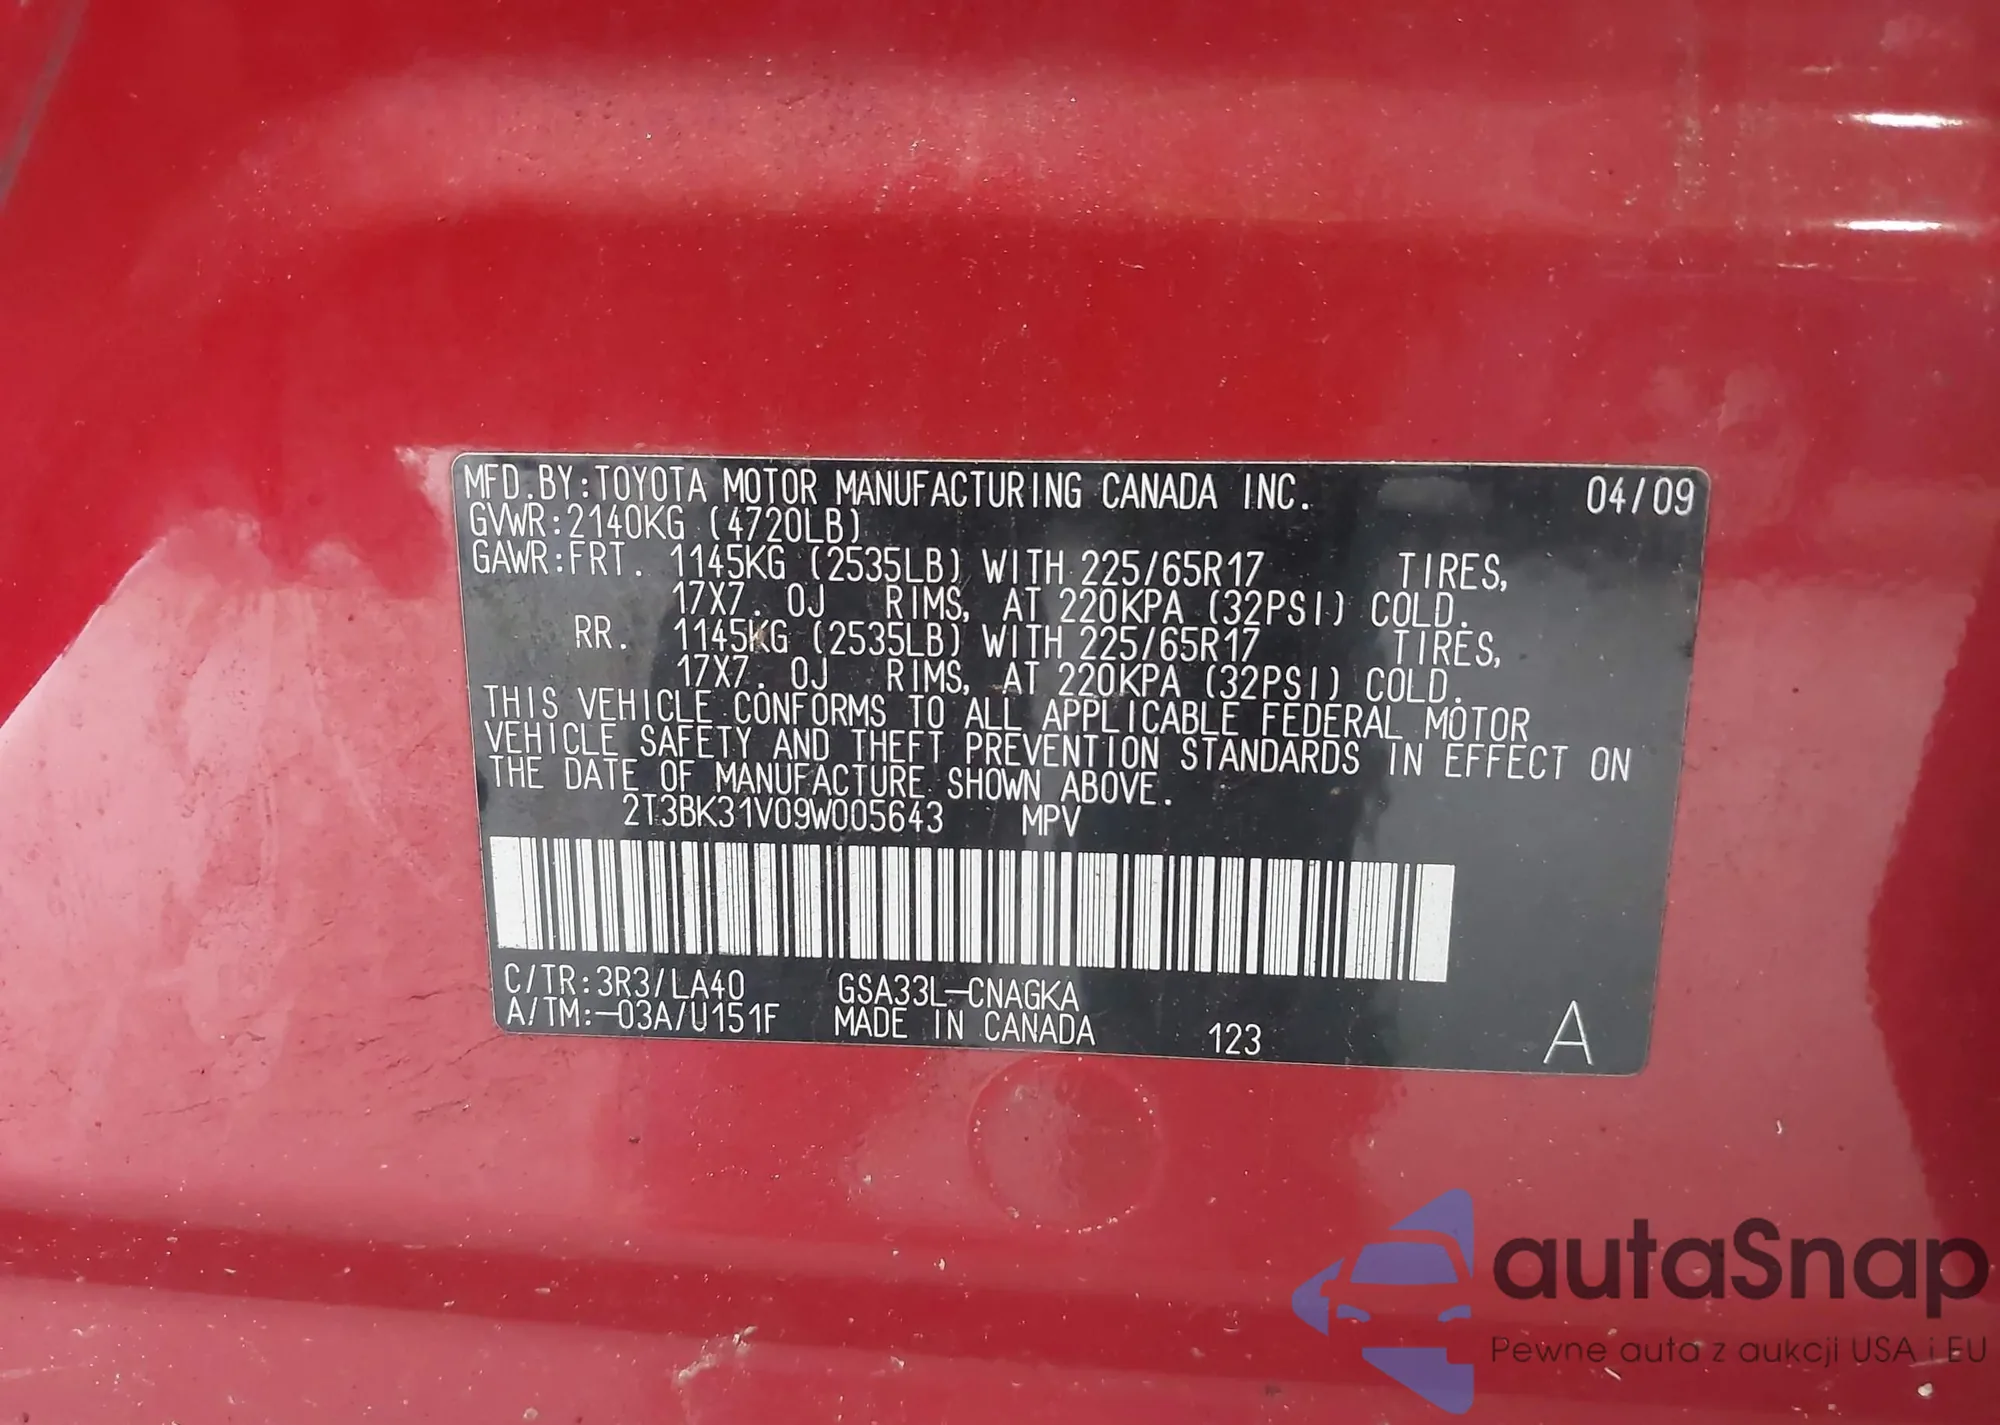 MFD.BY:TOYOTA MOTOR MANUFACTURING CANADA INC. 04/09
GVWR:2140KG (4720LB)
GAWR:FRT. 1145KG (2535LB) WITH 225/65R17 TIRES,
17X7.0J RIMS, AT 220KPA (32PSI) COLD.
RR. 1145KG (2535LB) WITH 225/65R17 TIRES,
17X7.0J RIMS, AT 220KPA (32PSI) COLD.
THIS VEHICLE CONFORMS TO ALL APPLICABLE FEDERAL MOTOR
VEHICLE SAFETY AND THEFT PREVENTION STANDARDS IN EFFECT ON
THE DATE OF MANUFACTURE SHOWN ABOVE.
2T3BK31V09W005643 MPV
C/TR:3R3/LA40 GSA33L-CNAGKA
A/TM:-03A/U151F MADE IN CANADA 123 A
autaSnap
Pewne auta z aukcji USA i EU